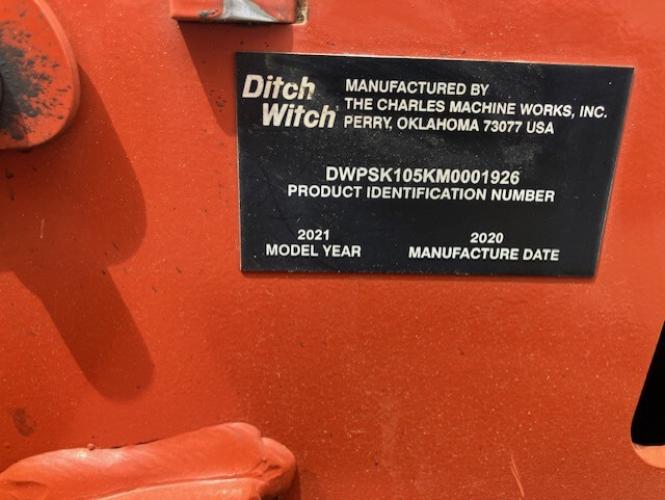 Ditch
Witch
MANUFACTURED BY
THE CHARLES MACHINE WORKS, INC.
PERRY, OKLAHOMA 73077 USA
DWPSK105KM0001926
PRODUCT IDENTIFICATION NUMBER
2021
MODEL YEAR
2020
MANUFACTURE DATE